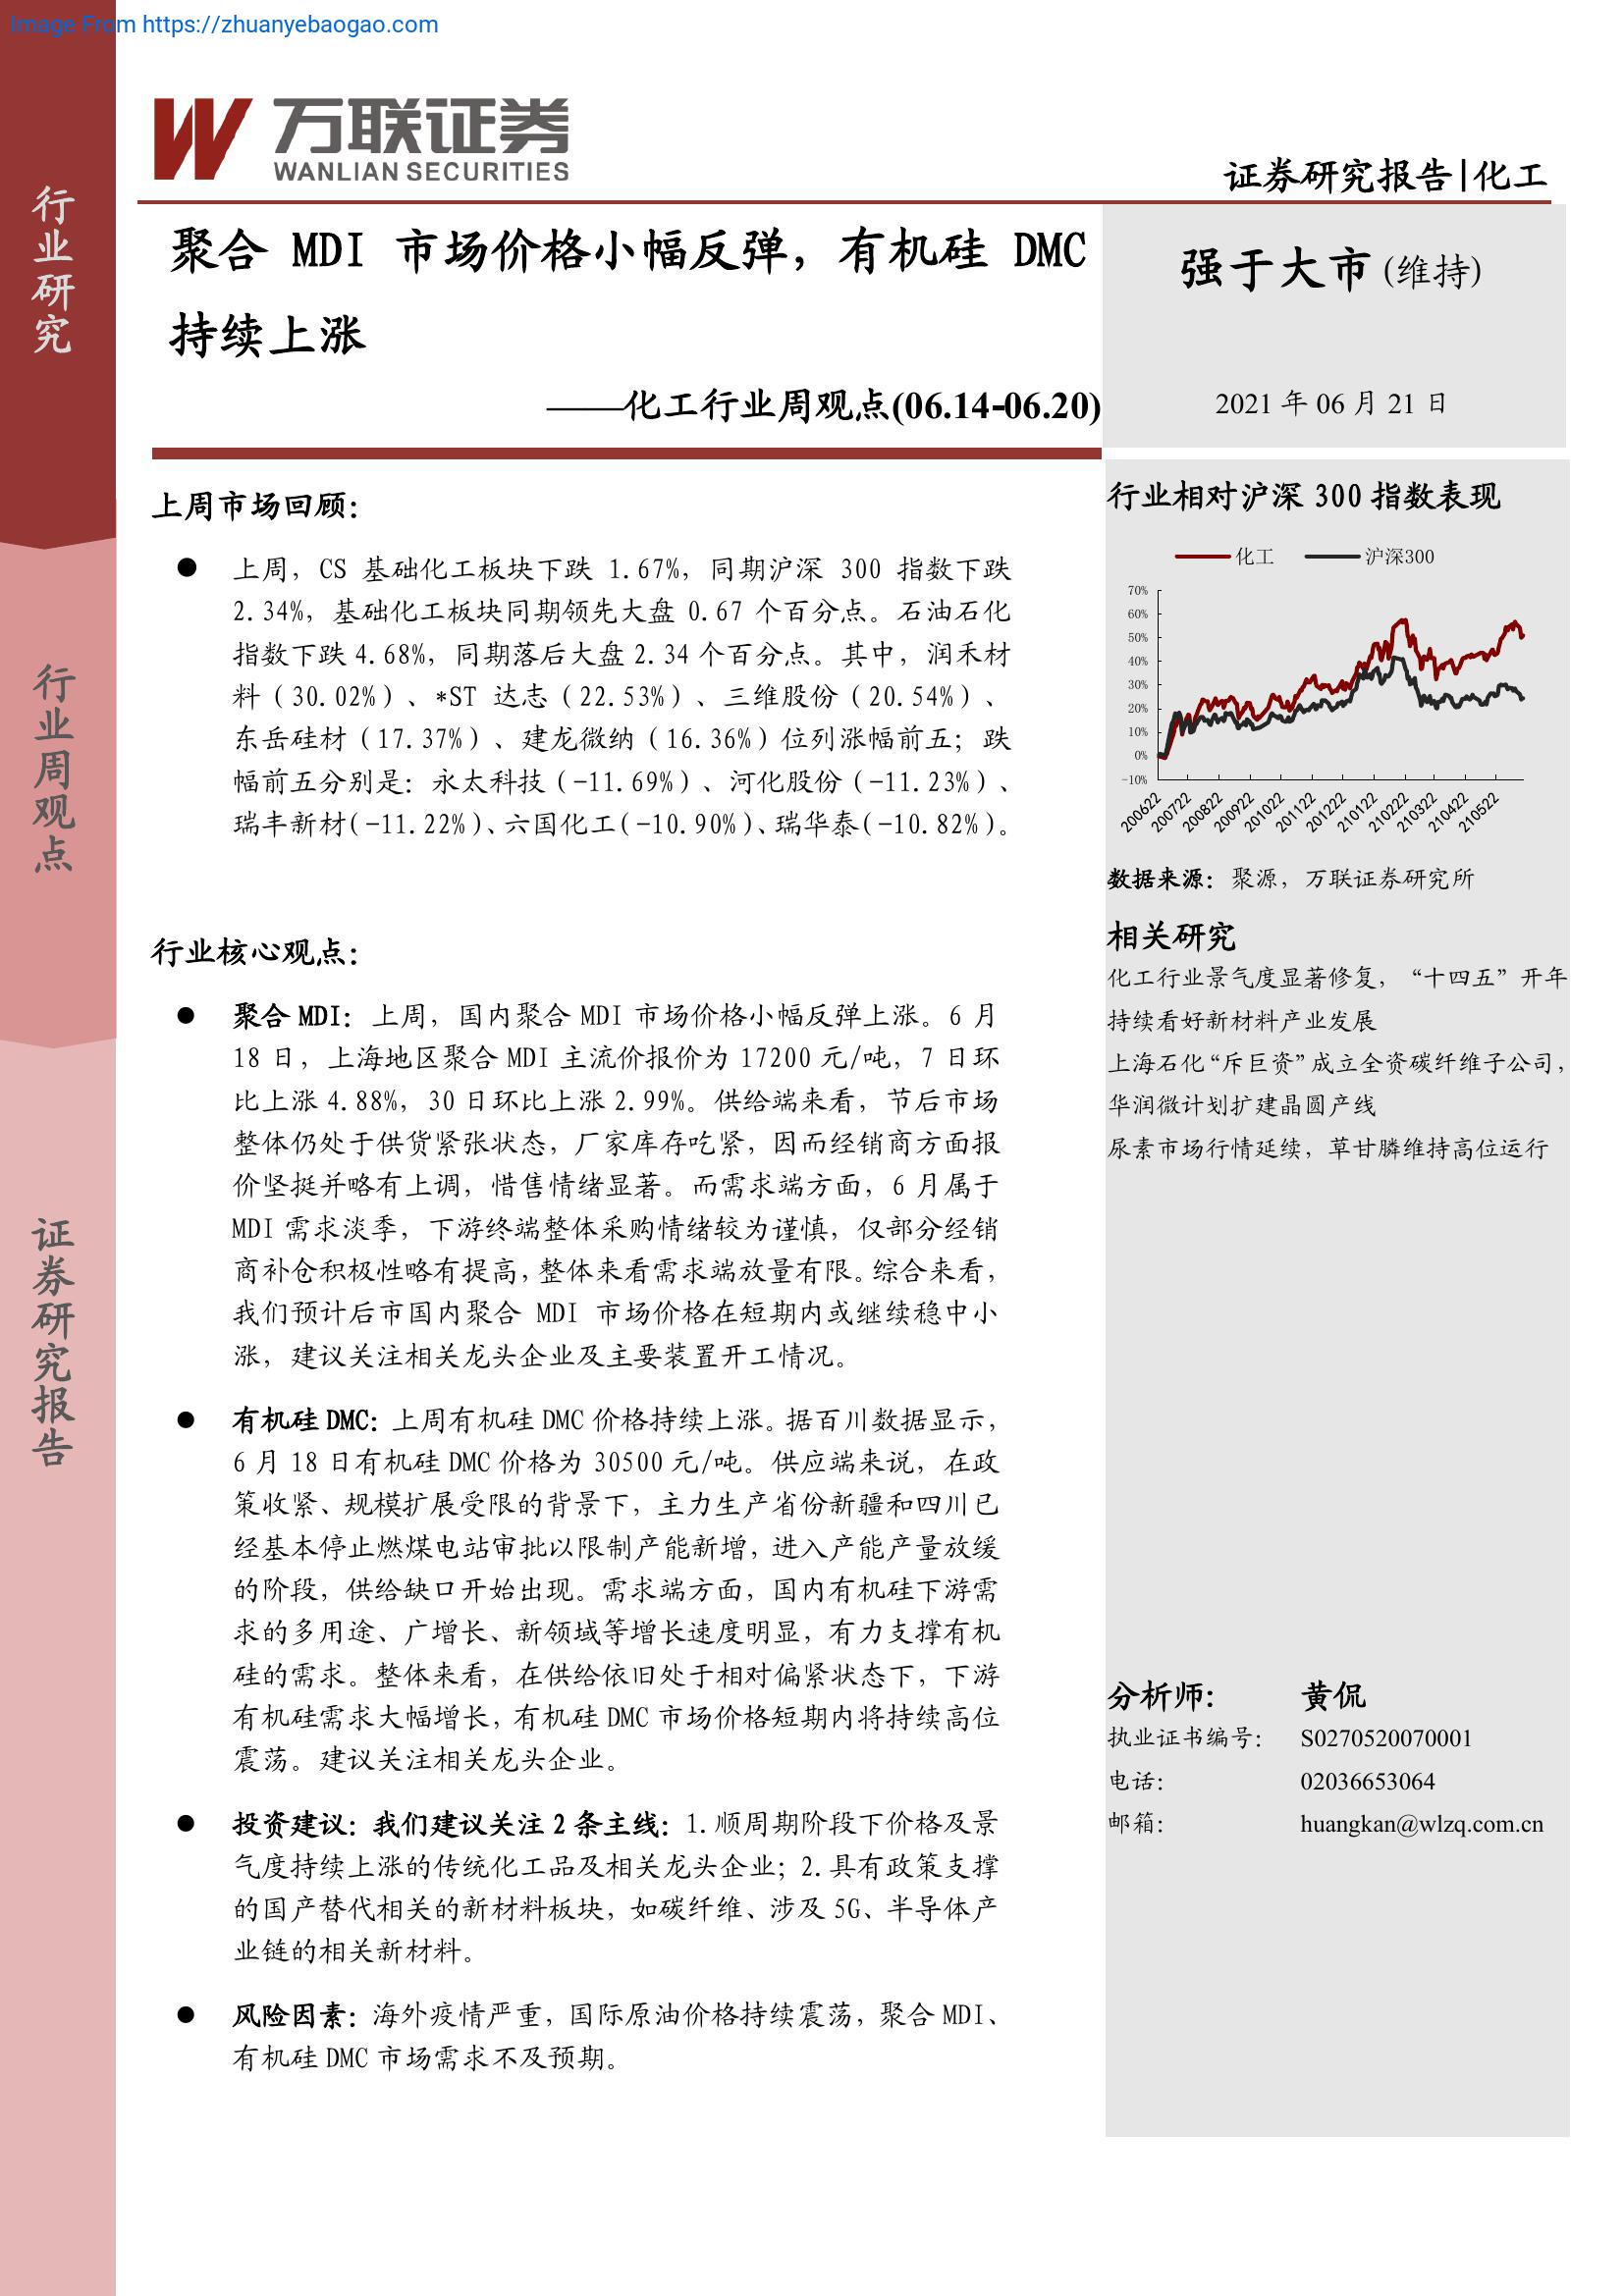 Image From https://zhuanyebaogao.com
万联证券
WANLIAN SECURITIES
证券研究报告|化工
行业研究
行业周观点
证券研究报告
聚合 MDI 市场价格小幅反弹，有机硅 DMC
持续上涨
——化工行业周观点(06.14-06.20)
强于大市(维持)
2021 年 06 月 21 日
上周市场回顾：
● 上周，CS 基础化工板块下跌 1.67%，同期沪深 300 指数下跌
2.34%，基础化工板块同期领先大盘 0.67 个百分点。石油石化
指数下跌 4.68%，同期落后大盘 2.34 个百分点。其中，润禾材
料（30.02%）、*ST 达志（22.53%）、三维股份（20.54%）、
东岳硅材（17.37%）、建龙微纳（16.36%）位列涨幅前五；跌
幅前五分别是：永太科技（-11.69%）、河化股份（-11.23%）、
瑞丰新材(-11.22%)、六国化工(-10.90%)、瑞华泰(-10.82%)。
行业核心观点：
● 聚合 MDI：上周，国内聚合 MDI 市场价格小幅反弹上涨。6 月
18 日，上海地区聚合 MDI 主流价报价为 17200 元/吨，7 日环
比上涨 4.88%，30 日环比上涨 2.99%。供给端来看，节后市场
整体仍处于供货紧张状态，厂家库存吃紧，因而经销商方面报
价坚挺并略有上调，惜售情绪显著。而需求端方面，6 月属于
MDI 需求淡季，下游终端整体采购情绪较为谨慎，仅部分经销
商补仓积极性略有提高，整体来看需求端放量有限。综合来看，
我们预计后市国内聚合 MDI 市场价格在短期内或继续稳中小
涨，建议关注相关龙头企业及主要装置开工情况。
● 有机硅 DMC：上周有机硅 DMC 价格持续上涨。据百川数据显示，
6 月 18 日有机硅 DMC 价格为 30500 元/吨。供应端来说，在政
策收紧、规模扩展受限的背景下，主力生产省份新疆和四川已
经基本停止燃煤电站审批以限制产能新增，进入产能产量放缓
的阶段，供给缺口开始出现。需求端方面，国内有机硅下游需
求的多用途、广增长、新领域等增长速度明显，有力支撑有机
硅的需求。整体来看，在供给依旧处于相对偏紧状态下，下游
有机硅需求大幅增长，有机硅 DMC 市场价格短期内将持续高位
震荡。建议关注相关龙头企业。
● 投资建议：我们建议关注 2 条主线：1.顺周期阶段下价格及景
气度持续上涨的传统化工品及相关龙头企业；2.具有政策支撑
的国产替代相关的新材料板块，如碳纤维、涉及 5G、半导体产
业链的相关新材料。
● 风险因素：海外疫情严重，国际原油价格持续震荡，聚合 MDI、
有机硅 DMC 市场需求不及预期。
行业相对沪深 300 指数表现
化工 沪深300
70%
60%
50%
40%
30%
20%
10%
0%
-10%
200622 200722 200822 200922 201022 201122 201222 210122 210222 210322 210422 210522
数据来源：聚源，万联证券研究所
相关研究
化工行业景气度显著修复，“十四五”开年
持续看好新材料产业发展
上海石化“斥巨资”成立全资碳纤维子公司，
华润微计划扩建晶圆产线
尿素市场行情延续，草甘膦维持高位运行
分析师： 黄侃
执业证书编号： S0270520070001
电话： 02036653064
邮箱： huangkan@wlzq.com.cn